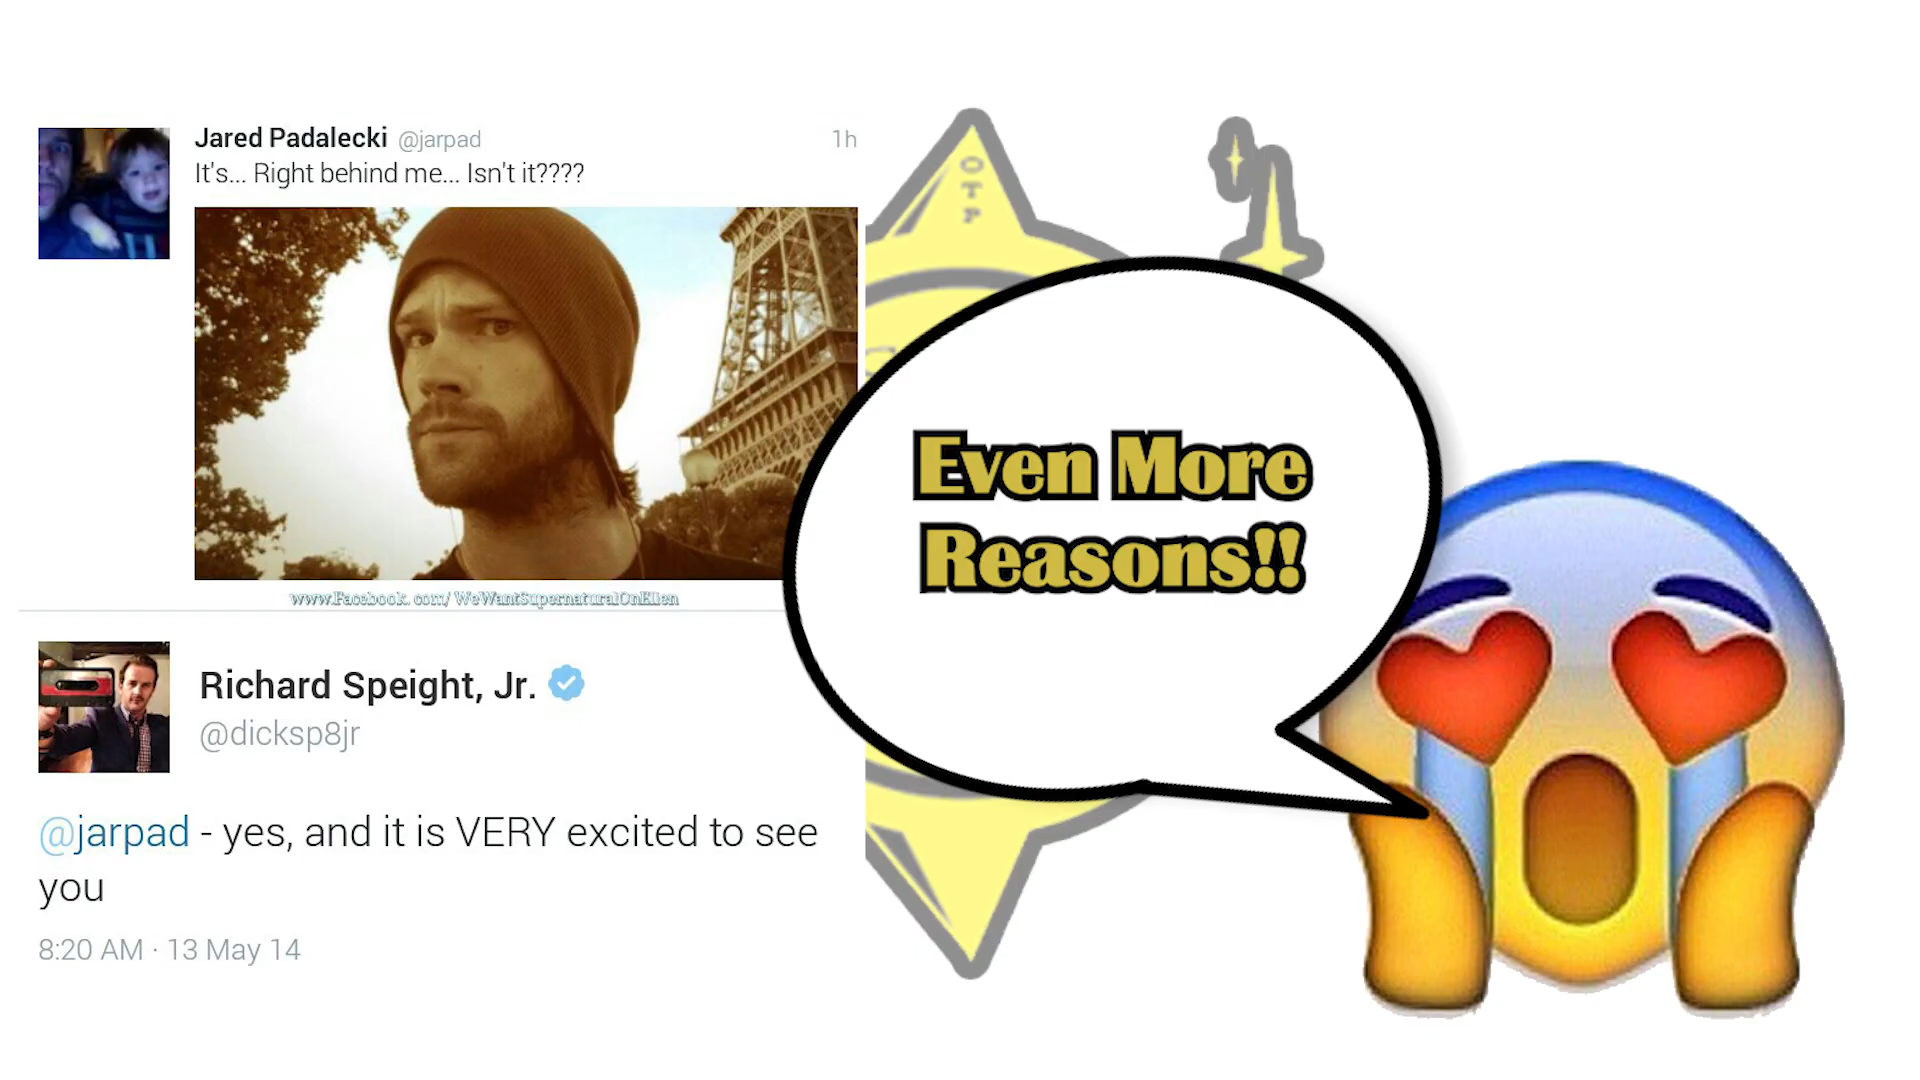 Jared Padalecki @jarpad 1h
It's... Right behind me... Isn't it????
www.Facebook.com/WeWantSupernaturalOnEllen
Richard Speight, Jr.
@dicksp8jr
@jarpad - yes, and it is VERY excited to see
you
8:20 AM · 13 May 14
OTP
Even More
Reasons!!